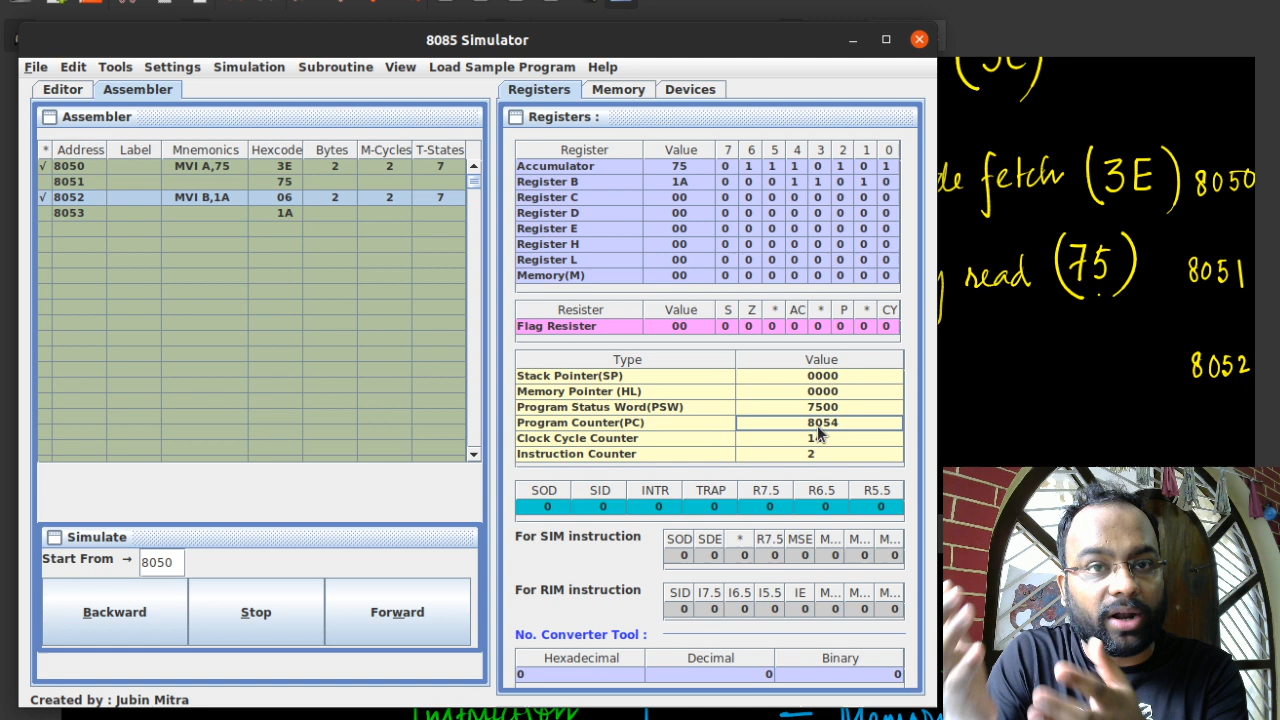 8085 Simulator
File Edit Tools Settings Simulation Subroutine View Load Sample Program Help
Editor Assembler
Assembler
* Address Label Mnemonics Hexcode Bytes M-Cycles T-States
√ 8050 MVI A,75 3E 2 2 7
8051 75
√ 8052 MVI B,1A 06 2 2 7
8053 1A
Simulate
Start From → 8050
Backward Stop Forward
Created by : Jubin Mitra
Registers Memory Devices
Registers :
Register Value 7 6 5 4 3 2 1 0
Accumulator 75 0 1 1 1 0 1 0 1
Register B 1A 0 0 0 1 1 0 1 0
Register C 00 0 0 0 0 0 0 0 0
Register D 00 0 0 0 0 0 0 0 0
Register E 00 0 0 0 0 0 0 0 0
Register H 00 0 0 0 0 0 0 0 0
Register L 00 0 0 0 0 0 0 0 0
Memory(M) 00 0 0 0 0 0 0 0 0
Resister Value S Z * AC * P * CY
Flag Resister 00 0 0 0 0 0 0 0 0
Type Value
Stack Pointer(SP) 0000
Memory Pointer (HL) 0000
Program Status Word(PSW) 7500
Program Counter(PC) 8054
Clock Cycle Counter
Instruction Counter 2
SOD SID INTR TRAP R7.5 R6.5 R5.5
0 0 0 0 0 0 0
For SIM instruction
SOD SDE * R7.5 MSE M... M... M...
0 0 0 0 0 0 0 0
For RIM instruction
SID I7.5 I6.5 I5.5 IE M... M... M...
0 0 0 0 0 0 0 0
No. Converter Tool :
Hexadecimal Decimal Binary
0 0 0
de fetch (3E) 8050
read (75) 8051
8052